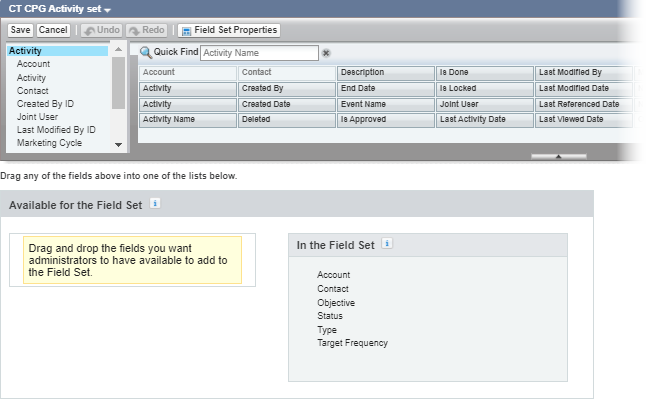 CT CPG Activity set
Save Cancel Undo Redo Field Set Properties
Activity
Account
Activity
Contact
Created By ID
Joint User
Last Modified By ID
Marketing Cycle
Quick Find Activity Name
Account Contact Description Is Done Last Modified By
Activity Created By End Date Is Locked Last Modified Date
Activity Created Date Event Name Joint User Last Referenced Date
Activity Name Deleted Is Approved Last Activity Date Last Viewed Date
Drag any of the fields above into one of the lists below.
Available for the Field Set i
Drag and drop the fields you want
administrators to have available to add to
the Field Set.
In the Field Set i
Account
Contact
Objective
Status
Type
Target Frequency